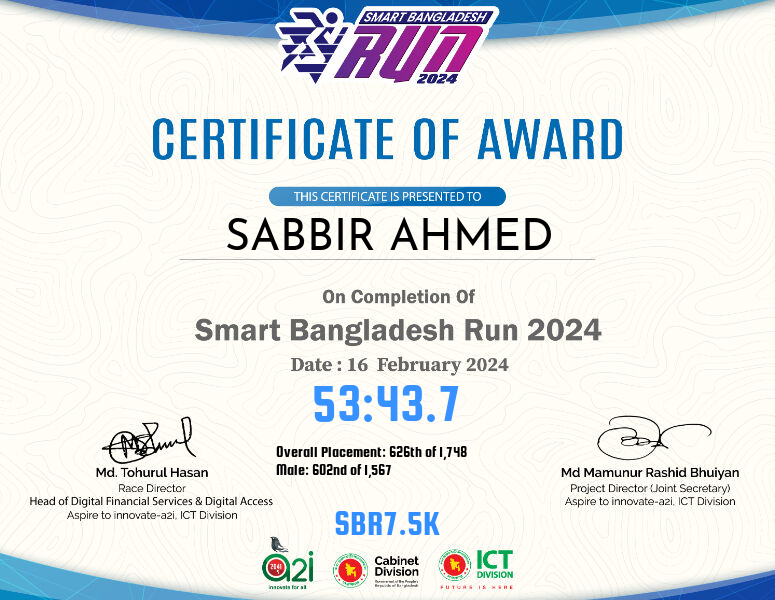 SMART BANGLADESH
RUN
2024
CERTIFICATE OF AWARD
THIS CERTIFICATE IS PRESENTED TO
SABBIR AHMED
On Completion Of
Smart Bangladesh Run 2024
Date : 16 February 2024
53:43.7
Overall Placement: 626th of 1,748
Male: 602nd of 1,567
Md. Tohurul Hasan
Race Director
Head of Digital Financial Services & Digital Access
Aspire to innovate-a2i, ICT Division
Md Mamunur Rashid Bhuiyan
Project Director (Joint Secretary)
Aspire to innovate-a2i, ICT Division
SBR7.5K
2041
a2i
innovate for all
Cabinet
Division
Government of the People's
Republic of Bangladesh
ICT
DIVISION
FUTURE IS HERE